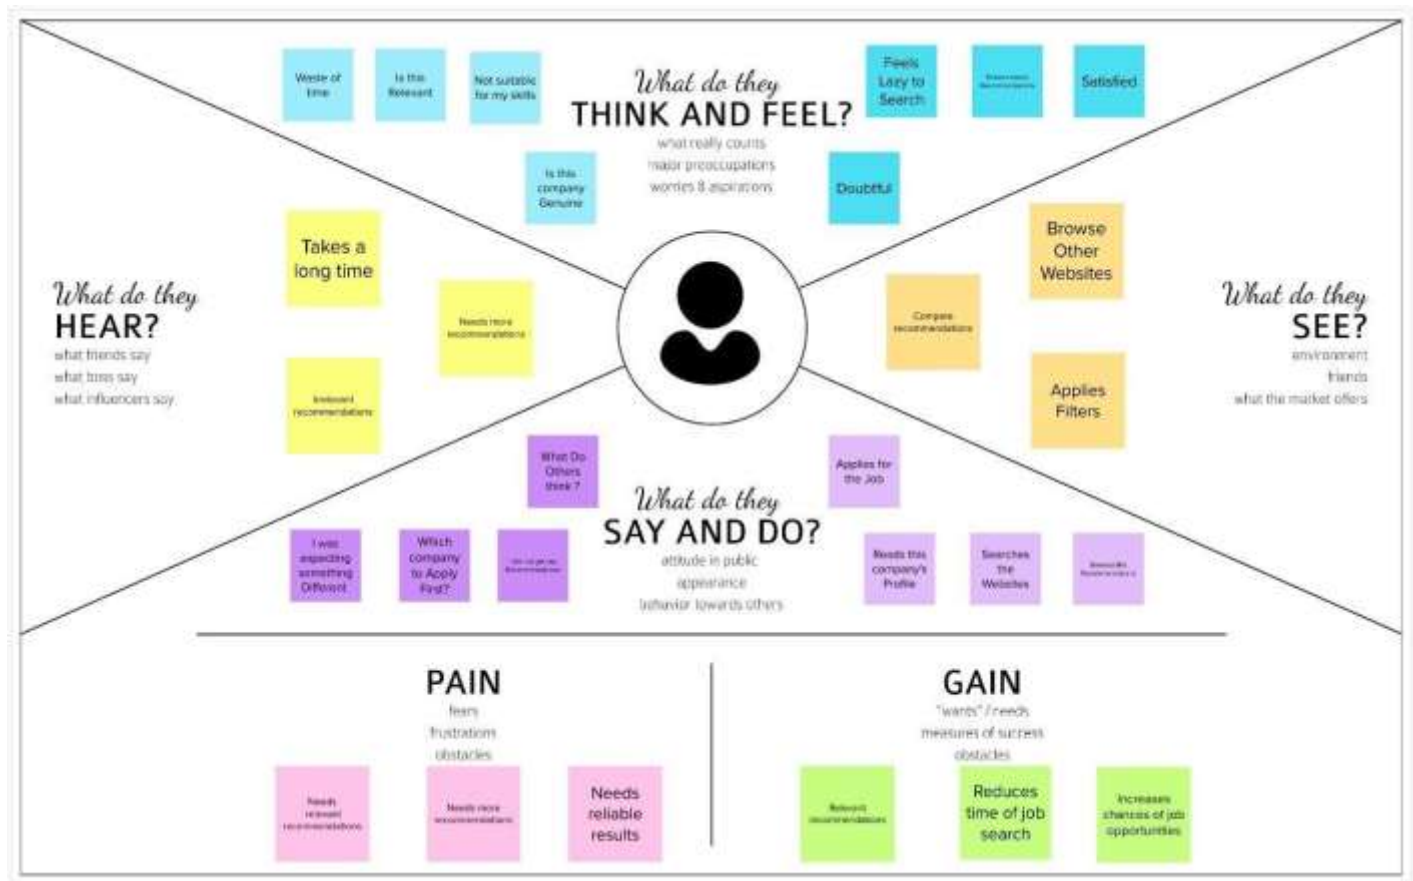 Waste of
time
Is this
Relevant
Not suitable
for my skills
What do they
THINK AND FEEL?
what really counts
major preoccupations
worries & aspirations
Feels
Lazy to
Search
Satisfied
Is this
company
Genuine
Doubtful
What do they
HEAR?
what friends say
what boss say
what influencers say
Takes a
long time
Needs more
recommendations
Irrelevant
recommendations
Browse
Other
Websites
Compare
recommendations
Applies
Filters
What do they
SEE?
environment
friends
what the market offers
What Do
Others
think ?
What do they
SAY AND DO?
attitude in public
appearance
behavior towards others
Applies for
the Job
I was
expecting
something
Different
Which
company
to Apply
First?
Reads this
company's
Profile
Searches
the
Websites
PAIN
fears
frustrations
obstacles
Needs
relevant
recommendations
Needs more
recommendations
Needs
reliable
results
GAIN
"wants" / needs
measures of success
obstacles
Relevant
recommendations
Reduces
time of job
search
Increases
chances of job
opportunities